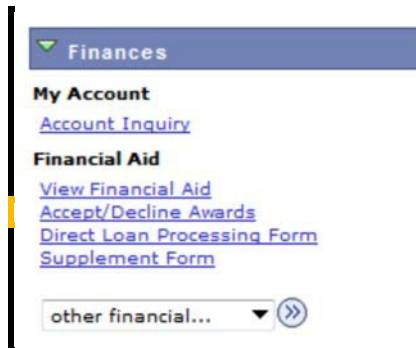 Finances
My Account
Account Inquiry
Financial Aid
View Financial Aid
Accept/Decline Awards
Direct Loan Processing Form
Supplement Form
other financial...